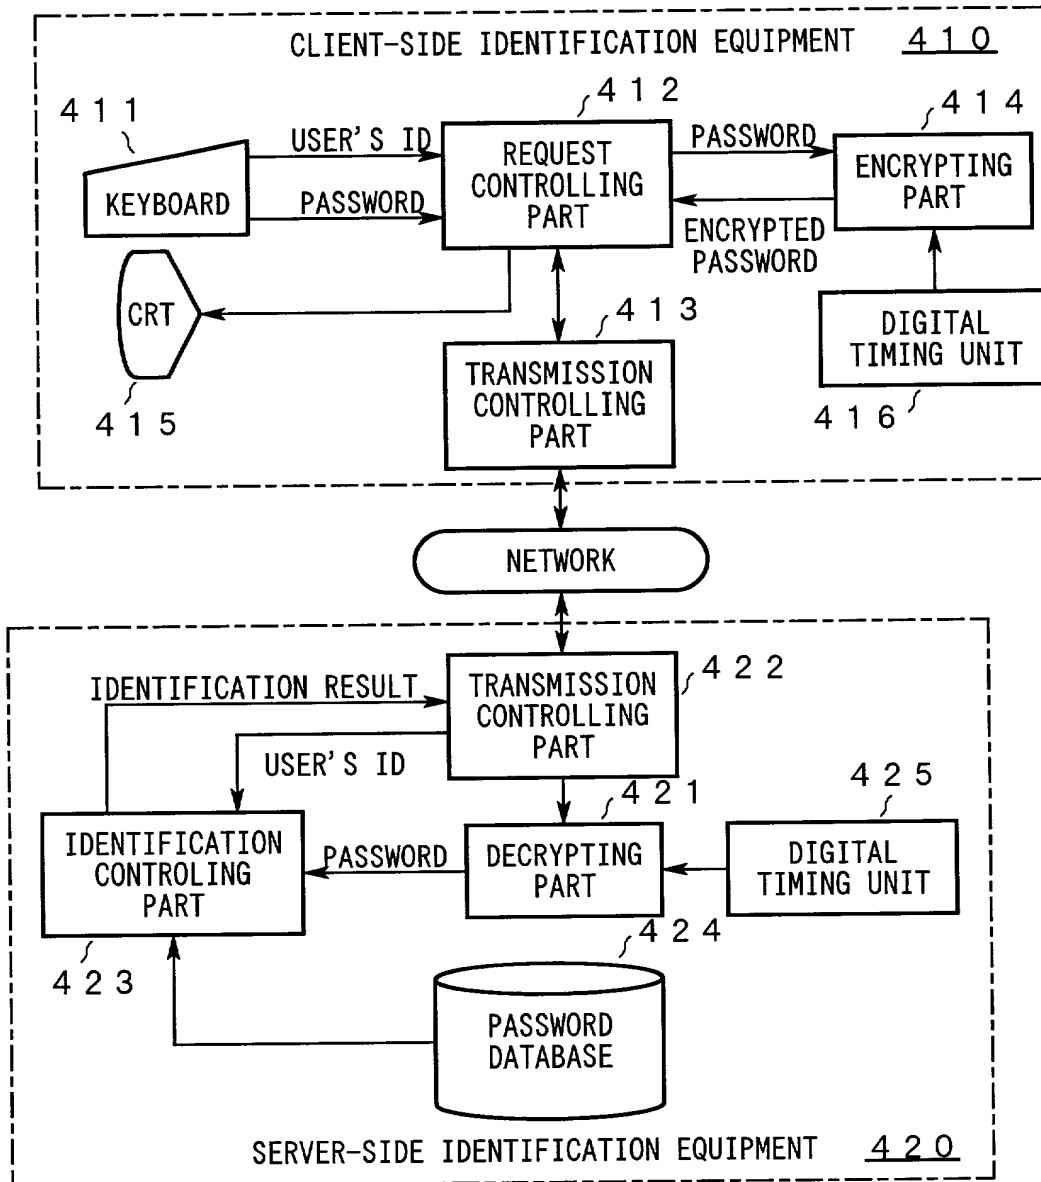 CLIENT-SIDE IDENTIFICATION EQUIPMENT 410
411
412
414
USER'S ID
PASSWORD
KEYBOARD
PASSWORD
REQUEST
CONTROLLING
PART
ENCRYPTING
PART
ENCRYPTED
PASSWORD
CRT
415
413
TRANSMISSION
CONTROLLING
PART
DIGITAL
TIMING UNIT
416
NETWORK
IDENTIFICATION RESULT
TRANSMISSION
CONTROLLING
PART
422
USER'S ID
421
425
IDENTIFICATION
CONTROLING
PART
PASSWORD
DECRYPTING
PART
DIGITAL
TIMING UNIT
423
424
PASSWORD
DATABASE
SERVER-SIDE IDENTIFICATION EQUIPMENT 420